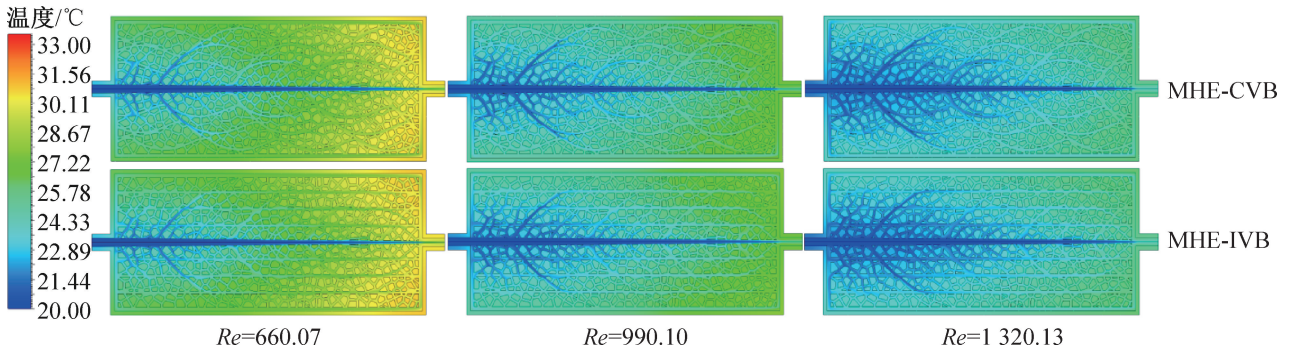 温度/℃
33.00
31.56
30.11
28.67
27.22
25.78
24.33
22.89
21.44
20.00
MHE-CVB
MHE-IVB
Re=660.07
Re=990.10
Re=1 320.13